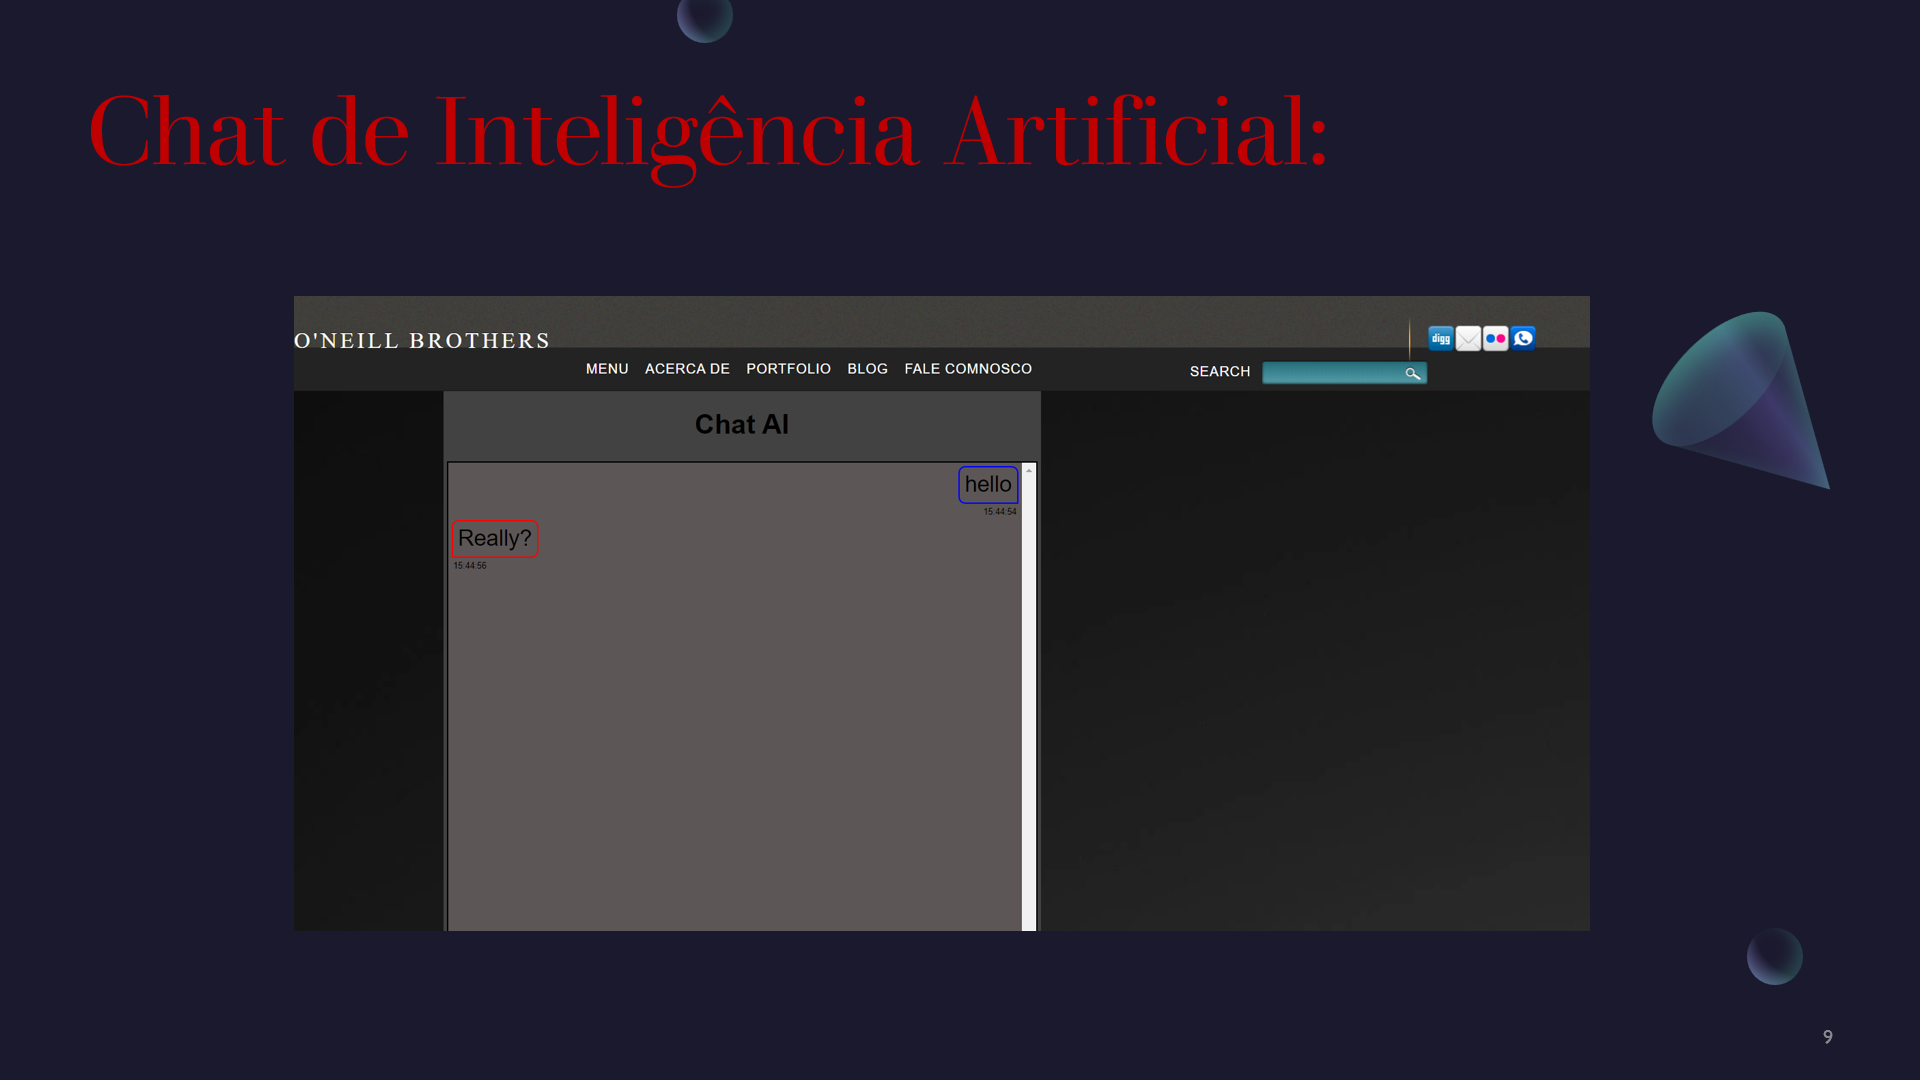 Chat de Inteligência Artificial:
O'NEILL BROTHERS
digg
MENU ACERCA DE PORTFOLIO BLOG FALE COMNOSCO
SEARCH
Chat AI
hello
15:44:54
Really?
15:44:56
9